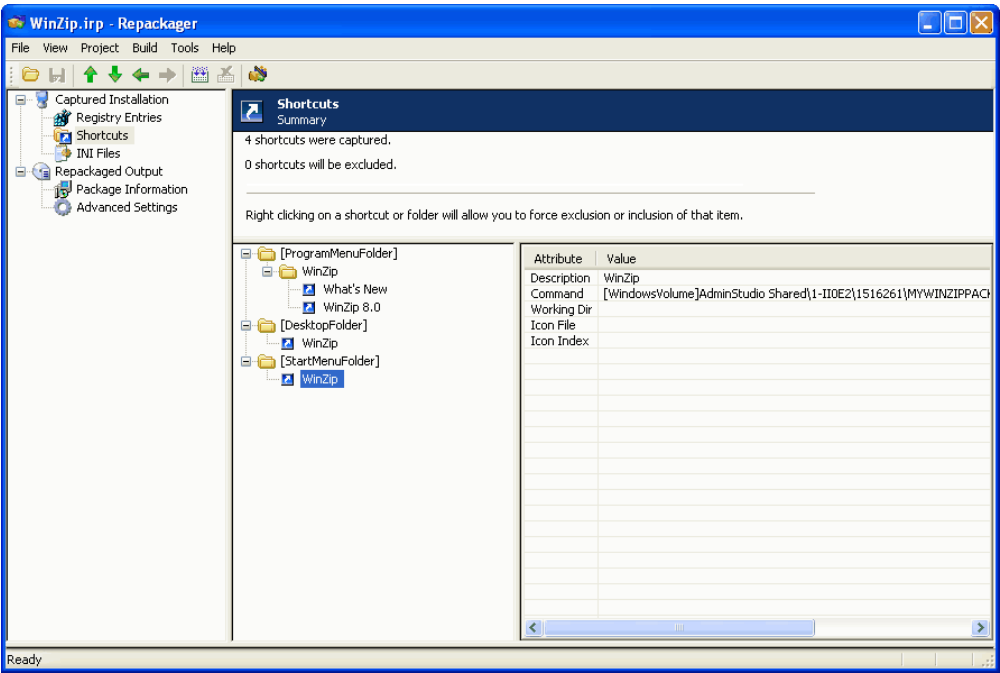 WinZip.irp - Repackager
File View Project Build Tools Help
Captured Installation
Registry Entries
Shortcuts
INI Files
Repackaged Output
Package Information
Advanced Settings
Shortcuts
Summary
4 shortcuts were captured.
0 shortcuts will be excluded.
Right clicking on a shortcut or folder will allow you to force exclusion or inclusion of that item.
[ProgramMenuFolder]
WinZip
What's New
WinZip 8.0
[DesktopFolder]
WinZip
[StartMenuFolder]
WinZip
Attribute Value
Description WinZip
Command [WindowsVolume]AdminStudio Shared\1-II0E2\1516261\MYWINZIPPACK
Working Dir
Icon File
Icon Index
Ready